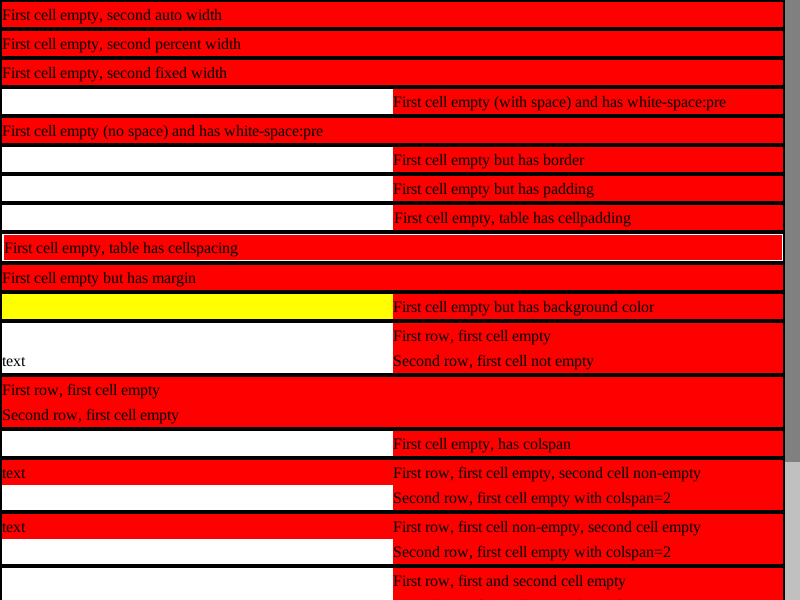 First cell empty, second auto width
First cell empty, second percent width
First cell empty, second fixed width
First cell empty (with space) and has white-space:pre
First cell empty (no space) and has white-space:pre
First cell empty but has border
First cell empty but has padding
First cell empty, table has cellpadding
First cell empty, table has cellspacing
First cell empty but has margin
First cell empty but has background color
First row, first cell empty
text Second row, first cell not empty
First row, first cell empty
Second row, first cell empty
First cell empty, has colspan
text First row, first cell empty, second cell non-empty
Second row, first cell empty with colspan=2
text First row, first cell non-empty, second cell empty
Second row, first cell empty with colspan=2
First row, first and second cell empty